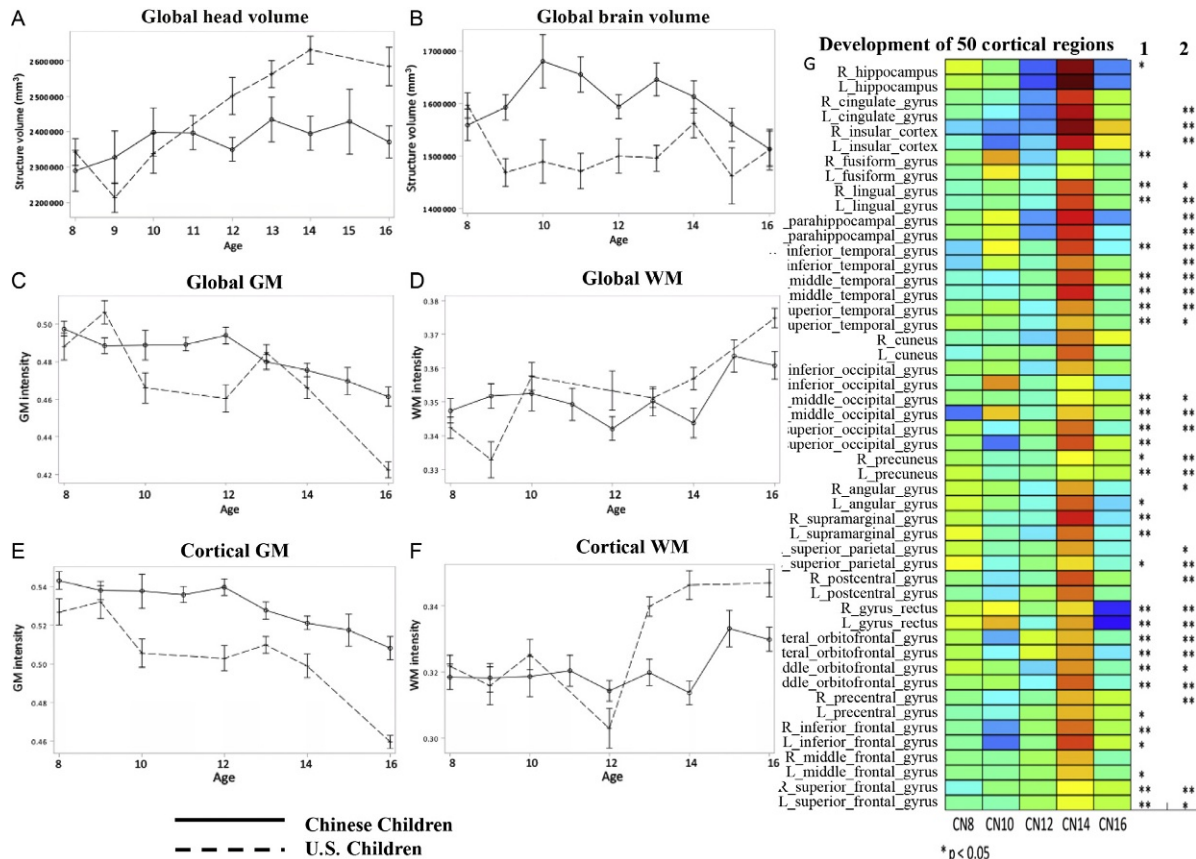 A Global head volume
Structure volume (mm³)
2600000
2500000
2400000
2300000
2200000
8 9 10 11 12 13 14 15 16
Age
B Global brain volume
Structure volume (mm³)
1700000
1600000
1500000
1400000
8 10 12 14 16
Age
C Global GM
GM intensity
0.50
0.48
0.46
0.44
0.42
8 10 12 14 16
Age
D Global WM
WM intensity
0.38
0.37
0.36
0.35
0.34
0.33
8 10 12 14 16
Age
E Cortical GM
GM intensity
0.54
0.52
0.50
0.48
0.46
8 10 12 14 16
Age
F Cortical WM
WM intensity
0.34
0.32
0.30
8 10 12 14 16
Age
Chinese Children
U.S. Children
Development of 50 cortical regions 1 2
G
R_hippocampus *
L_hippocampus
R_cingulate_gyrus
L_cingulate_gyrus **
R_insular_cortex **
L_insular_cortex **
R_fusiform_gyrus **
L_fusiform_gyrus
R_lingual_gyrus ** *
L_lingual_gyrus ** **
parahippocampal_gyrus **
parahippocampal_gyrus **
inferior_temporal_gyrus ** **
inferior_temporal_gyrus **
middle_temporal_gyrus ** **
middle_temporal_gyrus ** **
uperior_temporal_gyrus ** **
uperior_temporal_gyrus ** *
R_cuneus
L_cuneus
inferior_occipital_gyrus
inferior_occipital_gyrus
middle_occipital_gyrus ** *
middle_occipital_gyrus ** **
superior_occipital_gyrus ** **
superior_occipital_gyrus **
R_precuneus * **
L_precuneus ** **
R_angular_gyrus *
L_angular_gyrus *
R_supramarginal_gyrus **
L_supramarginal_gyrus **
superior_parietal_gyrus *
superior_parietal_gyrus * **
R_postcentral_gyrus **
L_postcentral_gyrus
R_gyrus_rectus ** **
L_gyrus_rectus ** **
teral_orbitofrontal_gyrus ** **
teral_orbitofrontal_gyrus ** **
ddle_orbitofrontal_gyrus ** *
ddle_orbitofrontal_gyrus ** **
R_precentral_gyrus **
L_precentral_gyrus *
R_inferior_frontal_gyrus **
L_inferior_frontal_gyrus *
R_middle_frontal_gyrus
L_middle_frontal_gyrus *
R_superior_frontal_gyrus ** **
L_superior_frontal_gyrus ** *
CN8 CN10 CN12 CN14 CN16
* p < 0.05